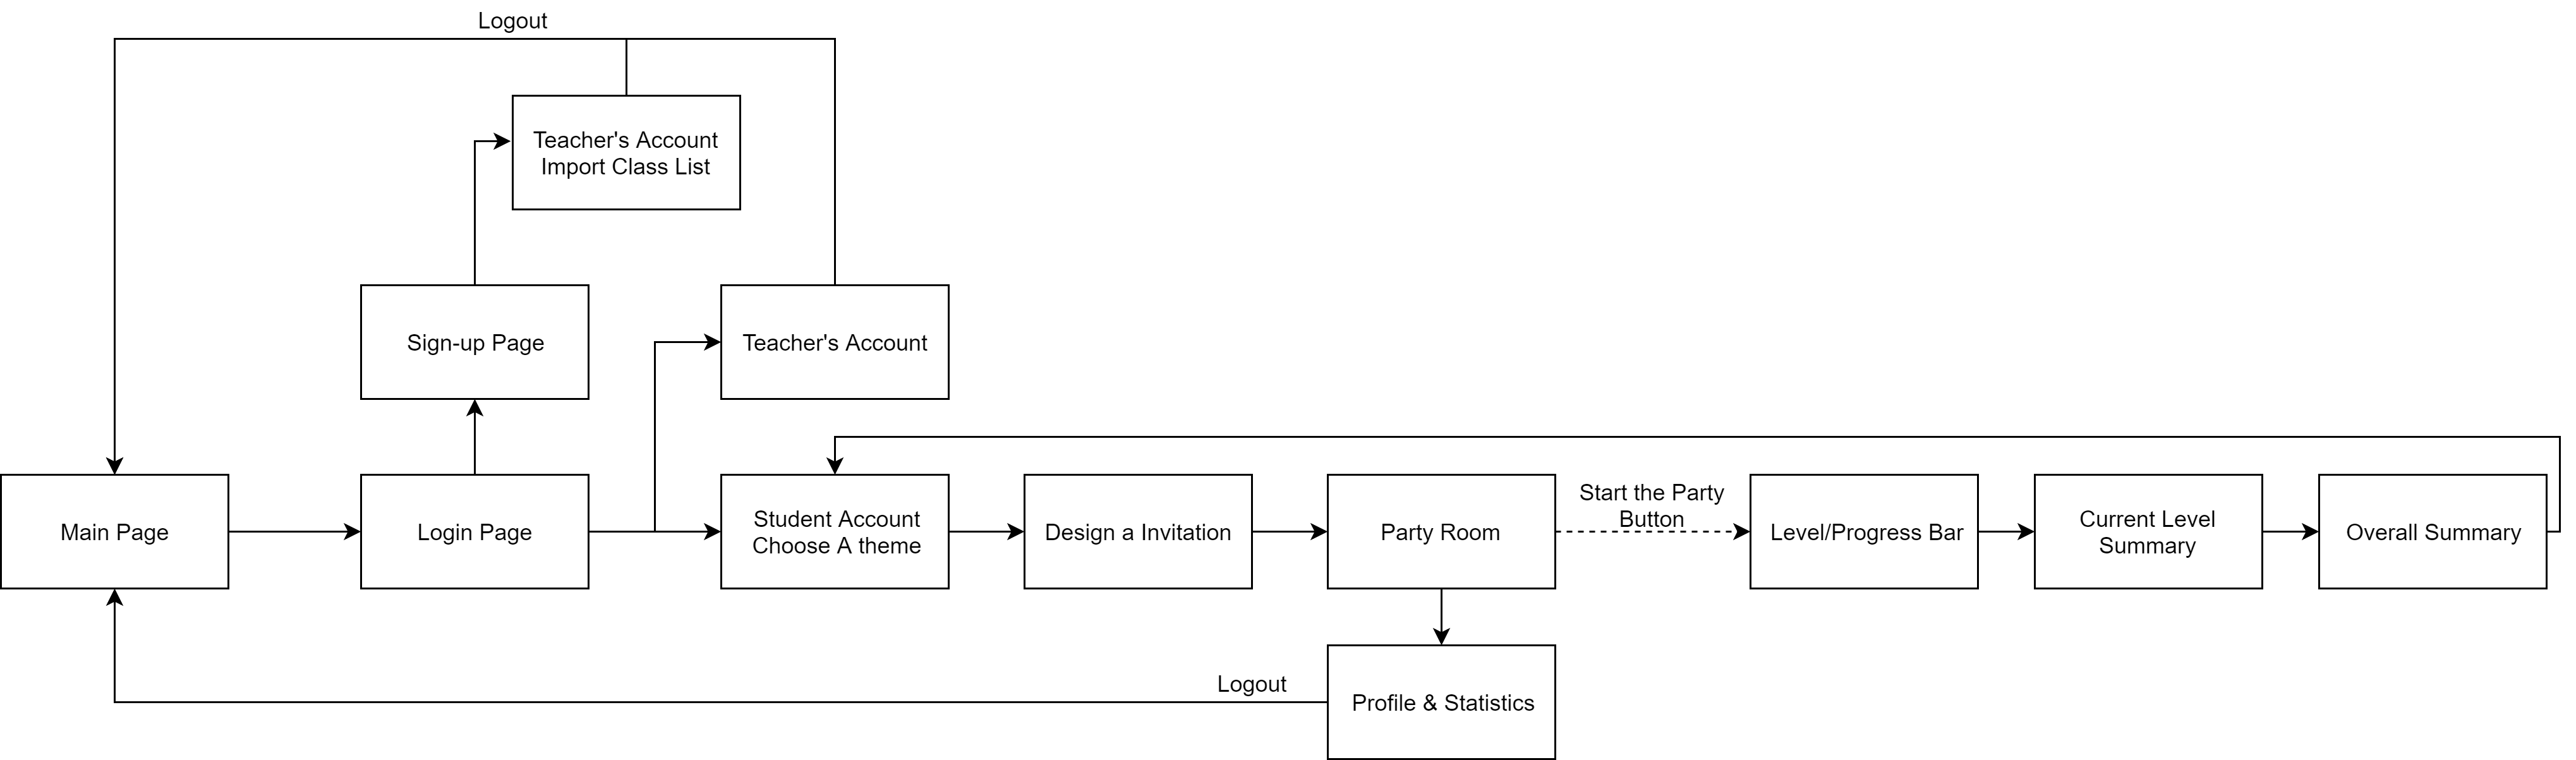 Logout
Teacher's Account
Import Class List
Sign-up Page
Teacher's Account
Main Page
Login Page
Student Account
Choose A theme
Design a Invitation
Party Room
Start the Party
Button
Level/Progress Bar
Current Level
Summary
Overall Summary
Logout
Profile & Statistics